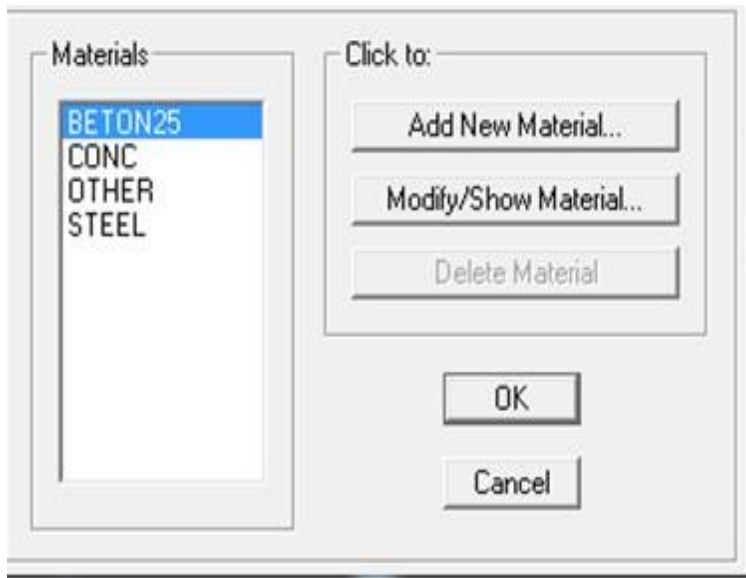 Materials
BETON25
CONC
OTHER
STEEL
Click to:
Add New Material...
Modify/Show Material...
Delete Material
OK
Cancel